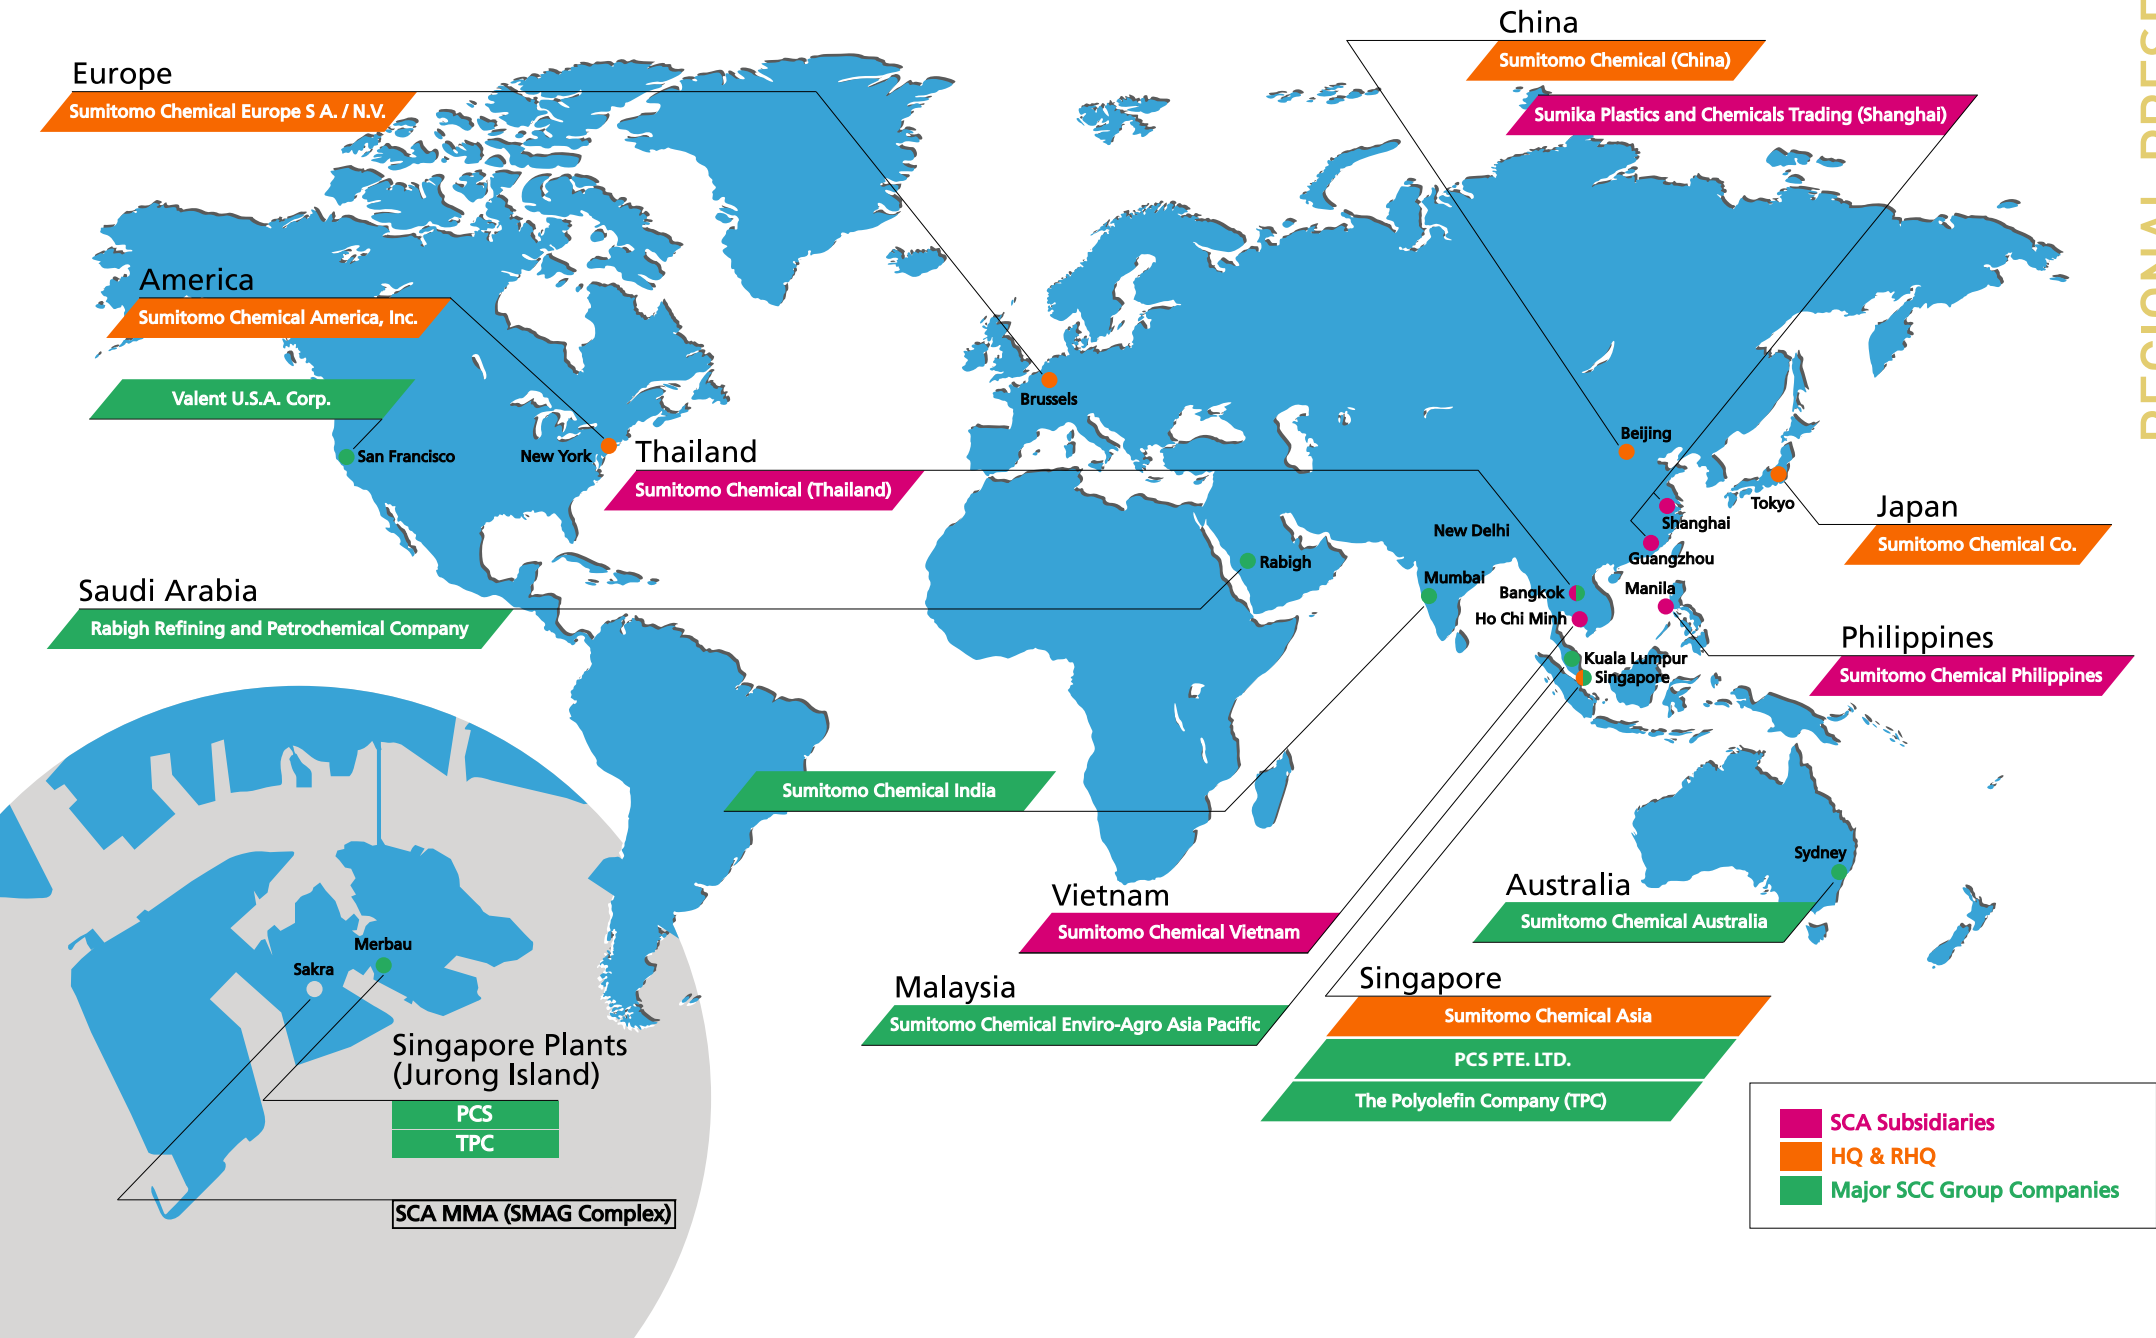 China
Sumitomo Chemical (China)
Sumika Plastics and Chemicals Trading (Shanghai)
Europe
Sumitomo Chemical Europe S A. / N.V.
America
Sumitomo Chemical America, Inc.
Valent U.S.A. Corp.
San Francisco
New York
Brussels
Thailand
Sumitomo Chemical (Thailand)
Beijing
Tokyo
Shanghai
Guangzhou
Japan
Sumitomo Chemical Co.
New Delhi
Rabigh
Mumbai
Bangkok
Manila
Ho Chi Minh
Kuala Lumpur
Singapore
Saudi Arabia
Rabigh Refining and Petrochemical Company
Philippines
Sumitomo Chemical Philippines
Sumitomo Chemical India
Sydney
Australia
Sumitomo Chemical Australia
Vietnam
Sumitomo Chemical Vietnam
Malaysia
Sumitomo Chemical Enviro-Agro Asia Pacific
Singapore
Sumitomo Chemical Asia
PCS PTE. LTD.
The Polyolefin Company (TPC)
Merbau
Sakra
Singapore Plants
(Jurong Island)
PCS
TPC
SCA MMA (SMAG Complex)
SCA Subsidiaries
HQ & RHQ
Major SCC Group Companies
REGIONAL